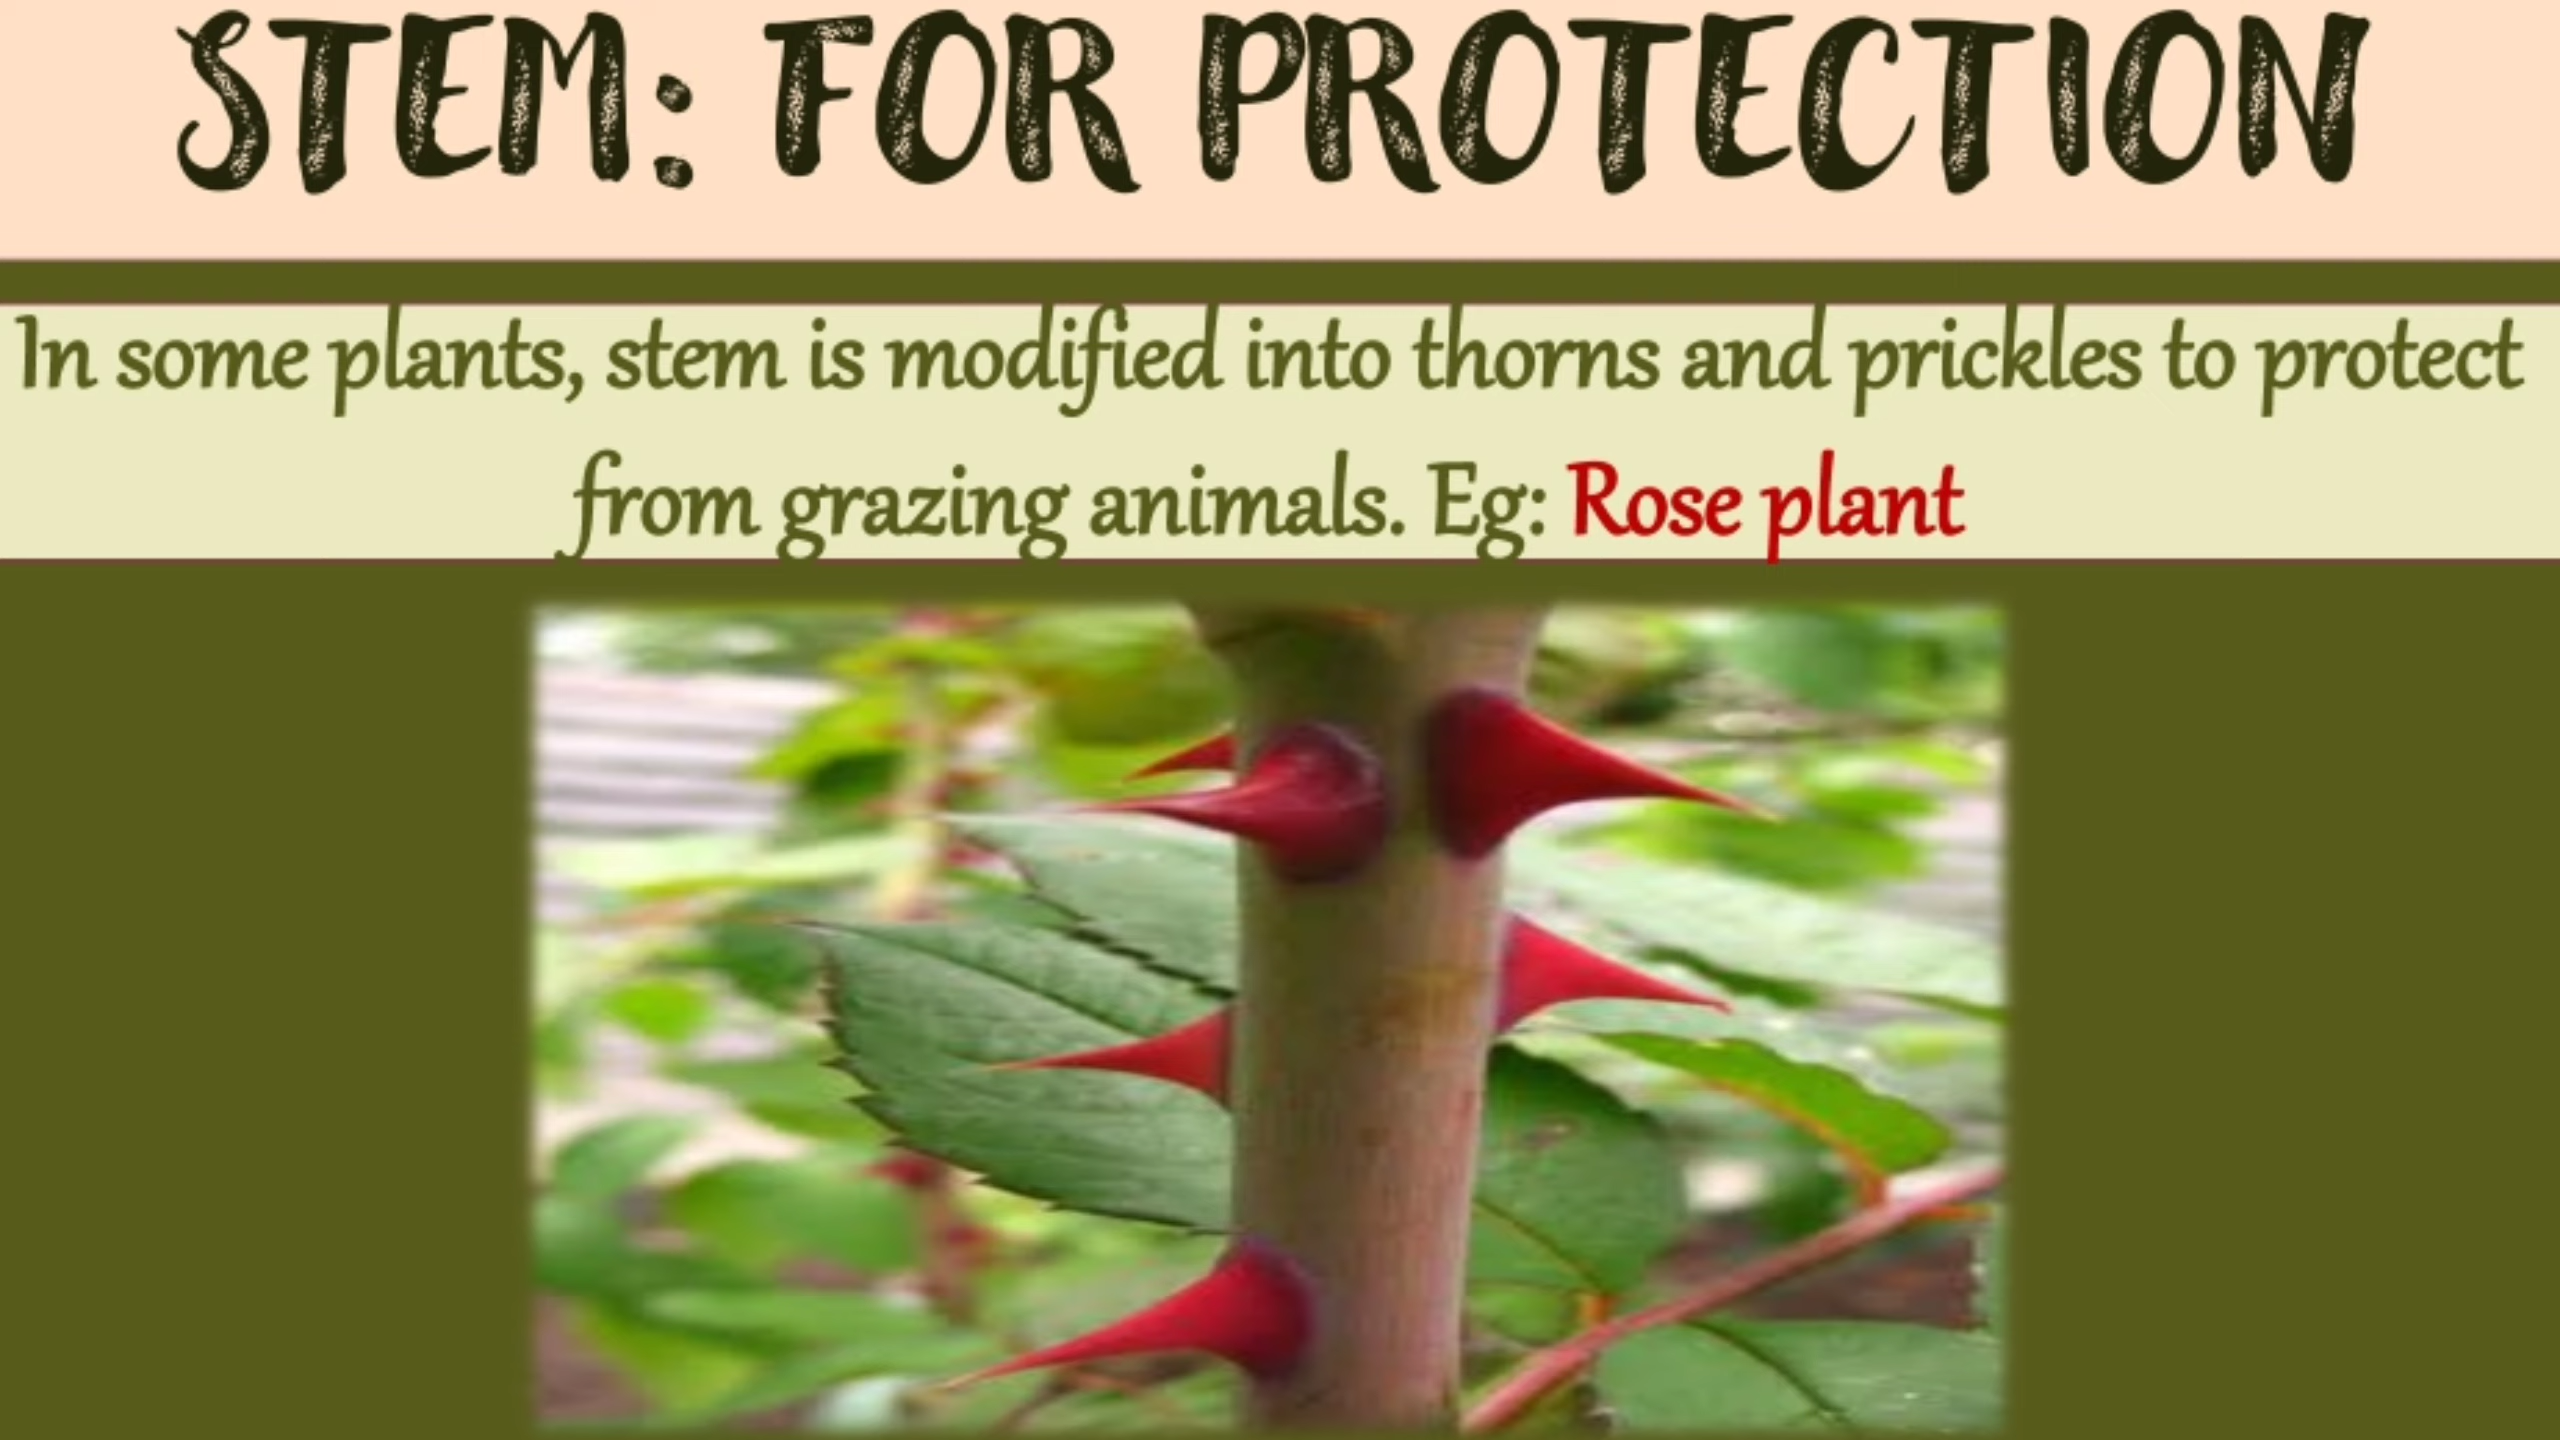 STEM: FOR PROTECTION
In some plants, stem is modified into thorns and prickles to protect
from grazing animals. Eg: Rose plant